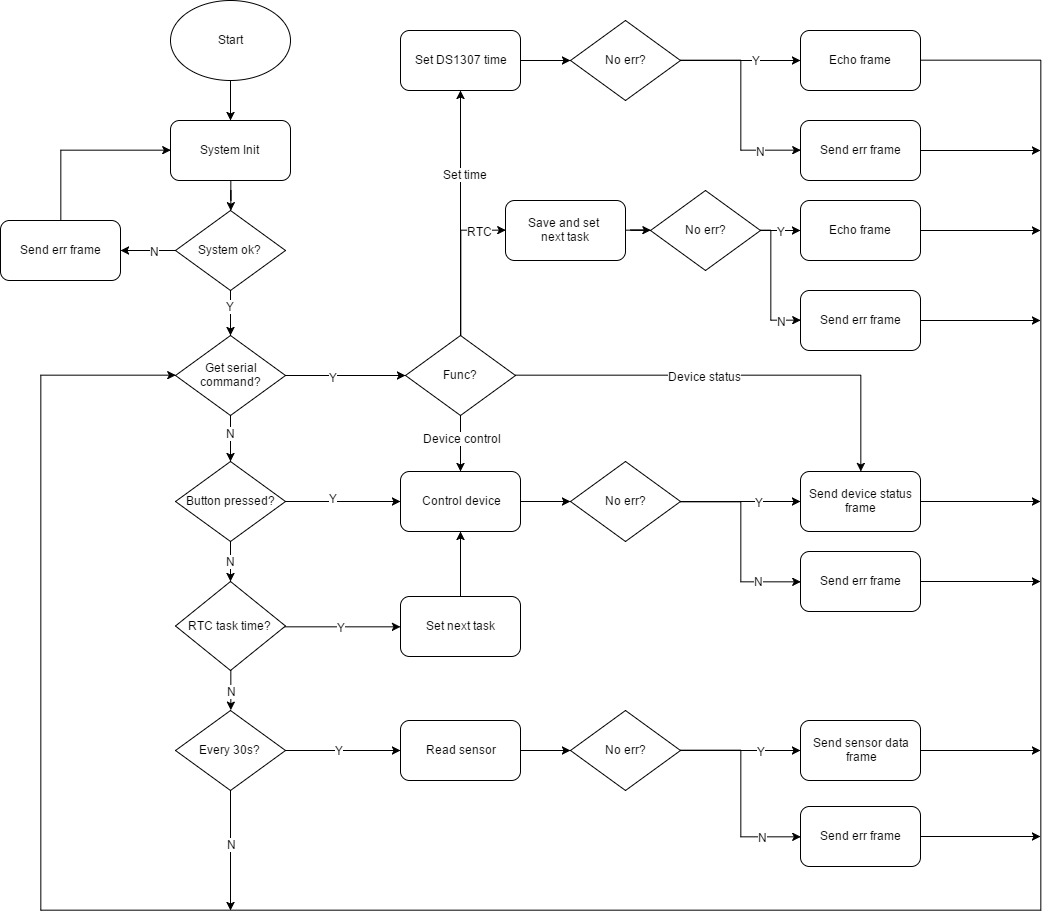 Start
Set DS1307 time
No err?
Y
Echo frame
System Init
N
Send err frame
Set time
RTC
Save and set
next task
No err?
Y
Echo frame
Send err frame
N
System ok?
Y
N
Send err frame
Get serial
command?
Y
Func?
Device status
N
Device control
Button pressed?
Y
Control device
No err?
Y
Send device status
frame
N
N
Send err frame
RTC task time?
Y
Set next task
N
Every 30s?
Y
Read sensor
No err?
Y
Send sensor data
frame
N
N
Send err frame